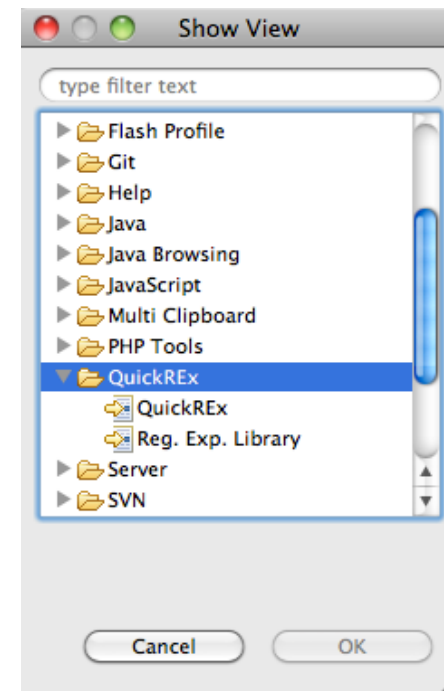 Show View
type filter text
Flash Profile
Git
Help
Java
Java Browsing
JavaScript
Multi Clipboard
PHP Tools
QuickREx
QuickREx
Reg. Exp. Library
Server
SVN
Cancel OK